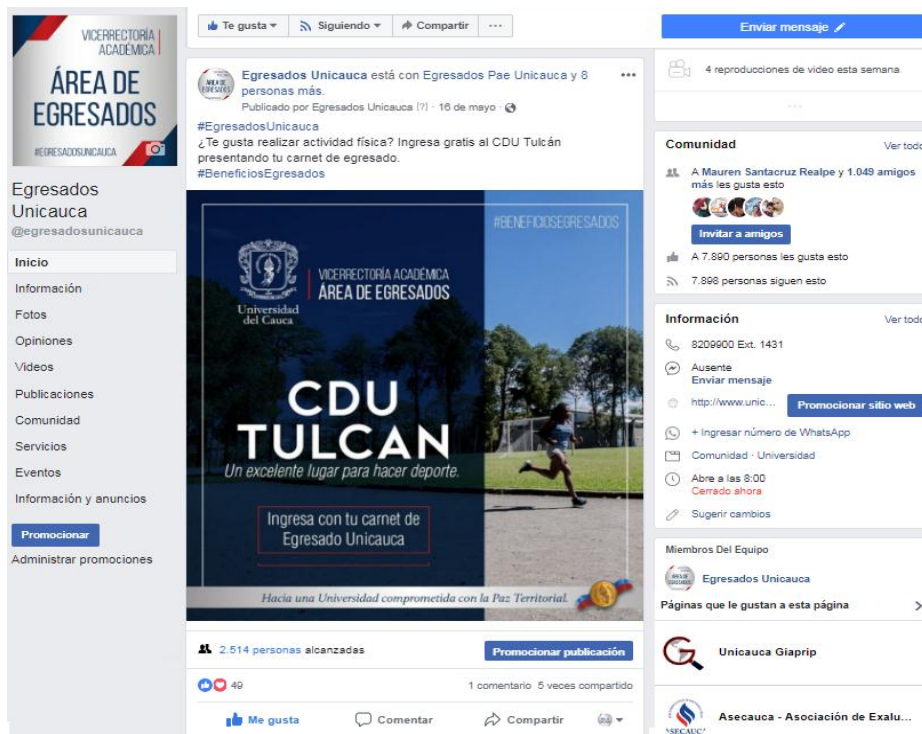 VICERRECTORÍA
ACADÉMICA
ÁREA DE
EGRESADOS
#EGRESADOSUNICAUCA
Egresados
Unicauca
@egresadosunicauca
Inicio
Información
Fotos
Opiniones
Videos
Publicaciones
Comunidad
Servicios
Eventos
Información y anuncios
Promocionar
Administrar promociones
Te gusta
Siguiendo
Compartir
Egresados Unicauca está con Egresados Pae Unicauca y 8
personas más.
Publicado por Egresados Unicauca [?] · 16 de mayo ·
#EgresadosUnicauca
¿Te gusta realizar actividad física? Ingresa gratis al CDU Tulcán
presentando tu carnet de egresado.
#BeneficiosEgresados
#BENEFICIOSEGRESADOS
Universidad
del Cauca
VICERRECTORÍA ACADÉMICA
ÁREA DE EGRESADOS
CDU
TULCAN
Un excelente lugar para hacer deporte.
Ingresa con tu carnet de
Egresado Unicauca
Hacia una Universidad comprometida con la Paz Territorial.
2.514 personas alcanzadas
Promocionar publicación
49
1 comentario 5 veces compartido
Me gusta
Comentar
Compartir
Enviar mensaje
4 reproducciones de video esta semana
Comunidad
Ver todo
A Mauren Santacruz Realpe y 1.049 amigos
más les gusta esto
Invitar a amigos
A 7.890 personas les gusta esto
7.898 personas siguen esto
Información
Ver todo
8209900 Ext. 1431
Ausente
Enviar mensaje
http://www.unic...
Promocionar sitio web
+ Ingresar número de WhatsApp
Comunidad · Universidad
Abre a las 8:00
Cerrado ahora
Sugerir cambios
Miembros Del Equipo
Egresados Unicauca
Páginas que le gustan a esta página
Unicauca Giaprip
Asecauca - Asociación de Exalu...